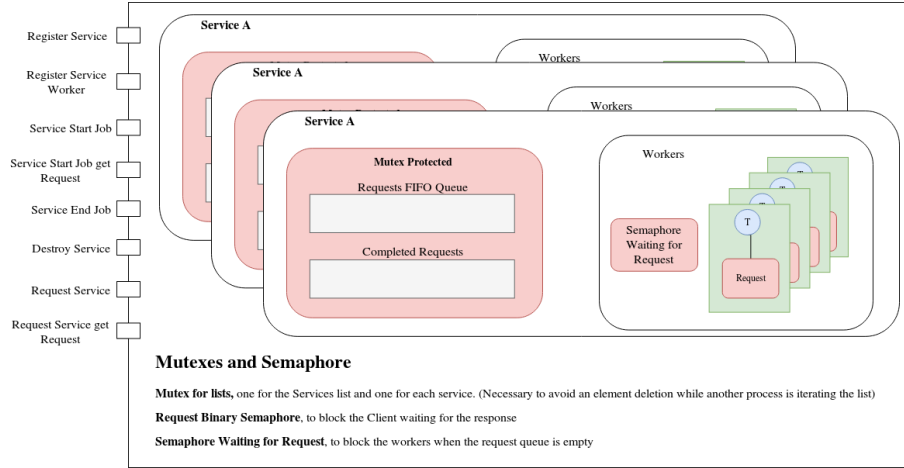 Register Service
Register Service
Worker
Service Start Job
Service Start Job get
Request
Service End Job
Destroy Service
Request Service
Request Service get
Request
Service A
Workers
Service A
Workers
Service A
Mutex Protected
Requests FIFO Queue
Completed Requests
Workers
Semaphore
Waiting for
Request
T
Request
Mutexes and Semaphore
Mutex for lists, one for the Services list and one for each service. (Necessary to avoid an element deletion while another process is iterating the list)
Request Binary Semaphore, to block the Client waiting for the response
Semaphore Waiting for Request, to block the workers when the request queue is empty